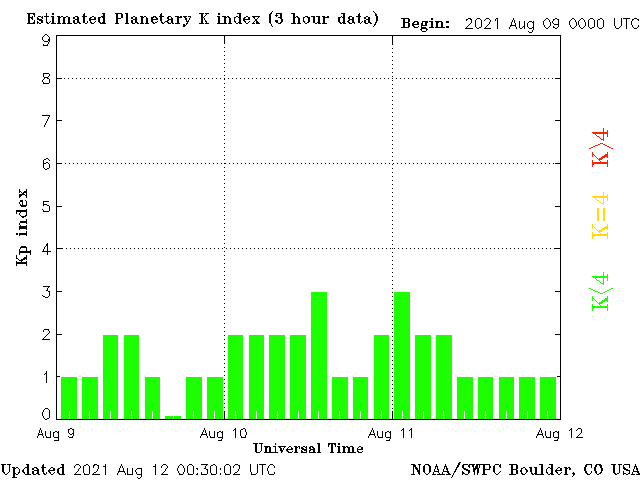 Estimated Planetary K index (3 hour data)
Begin: 2021 Aug 09 0000 UTC
9
8
7
6
5
4
3
2
1
0
Kp index
K>4
K=4
K<4
Aug 9
Aug 10
Aug 11
Aug 12
Universal Time
Updated 2021 Aug 12 00:30:02 UTC
NOAA/SWPC Boulder, CO USA